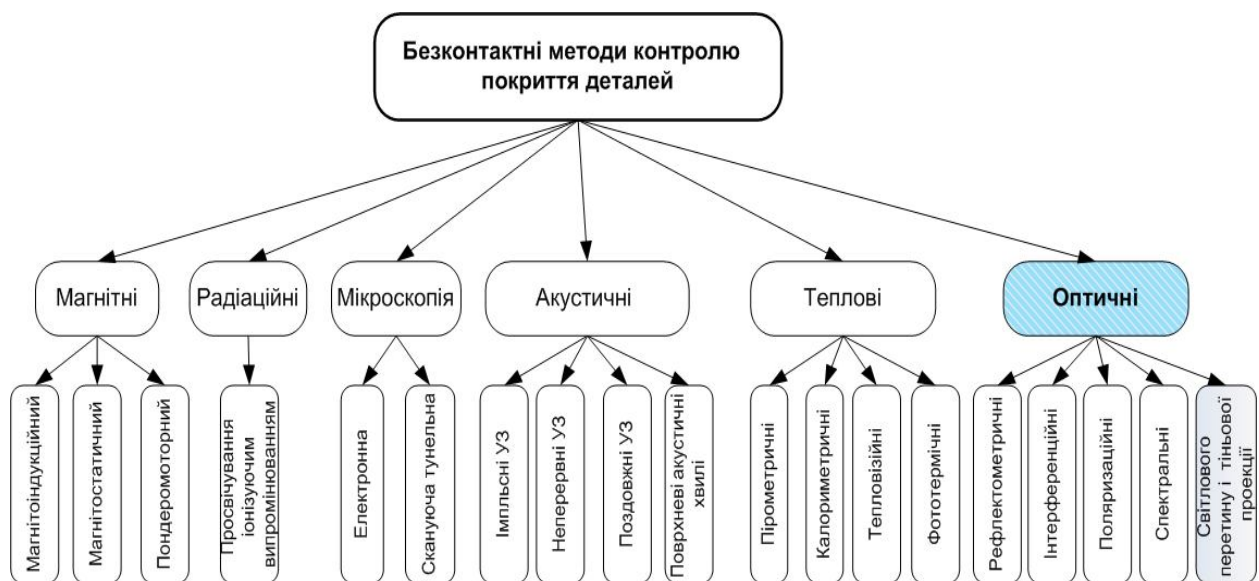 Безконтактні методи контролю
покриття деталей
Магнітні
Радіаційні
Мікроскопія
Акустичні
Теплові
Оптичні
Магнітоіндукційний
Магнітостатичний
Пондеромоторний
Просвічування
іонізуючим
випромінюванням
Електронна
Скануюча тунельна
Імпльсні УЗ
Неперервні УЗ
Поздовжні УЗ
Поврхневі акустичні
хвилі
Пірометричні
Калориметричні
Тепловізійні
Фототермічні
Рефлектометричні
Інтерференційні
Поляризаційні
Спектральні
Світлового
перетину і тіньової
проекції